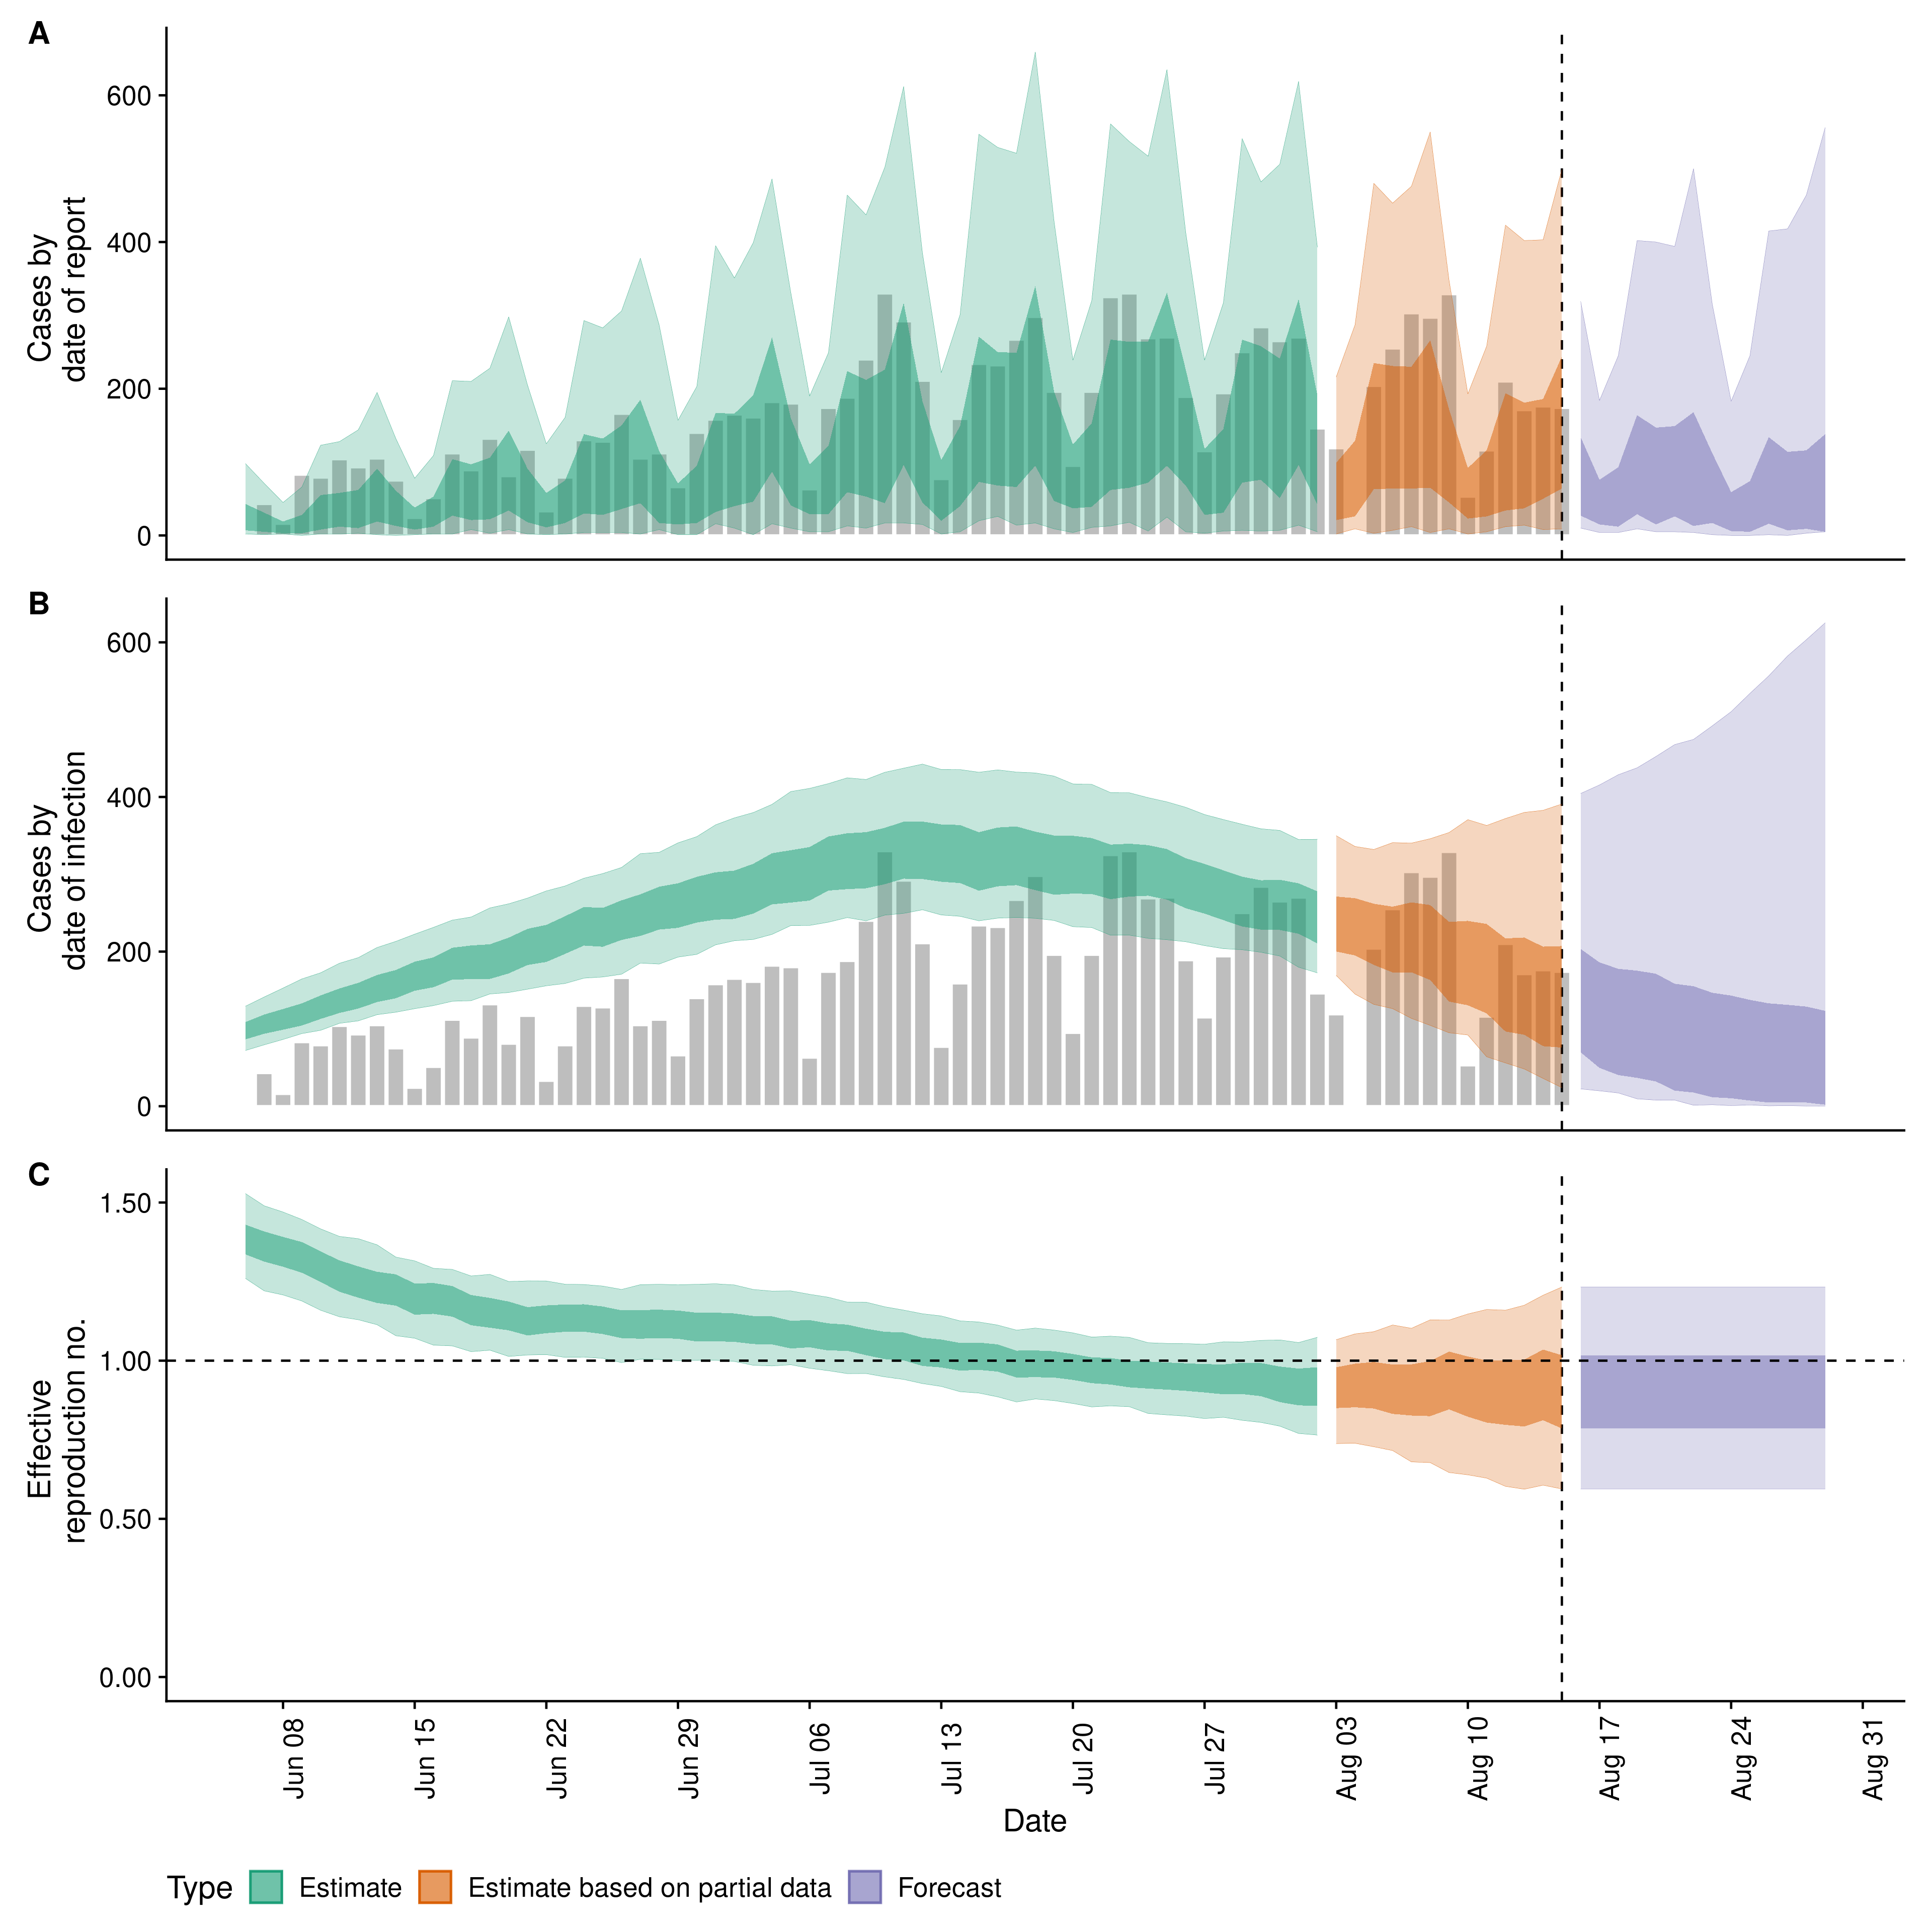 A
600
400
200
0
Cases by
date of report
B
600
400
200
0
Cases by
date of infection
C
1.50
1.00
0.50
0.00
Effective
reproduction no.
Jun 08
Jun 15
Jun 22
Jun 29
Jul 06
Jul 13
Jul 20
Jul 27
Aug 03
Aug 10
Aug 17
Aug 24
Aug 31
Date
Type Estimate Estimate based on partial data Forecast